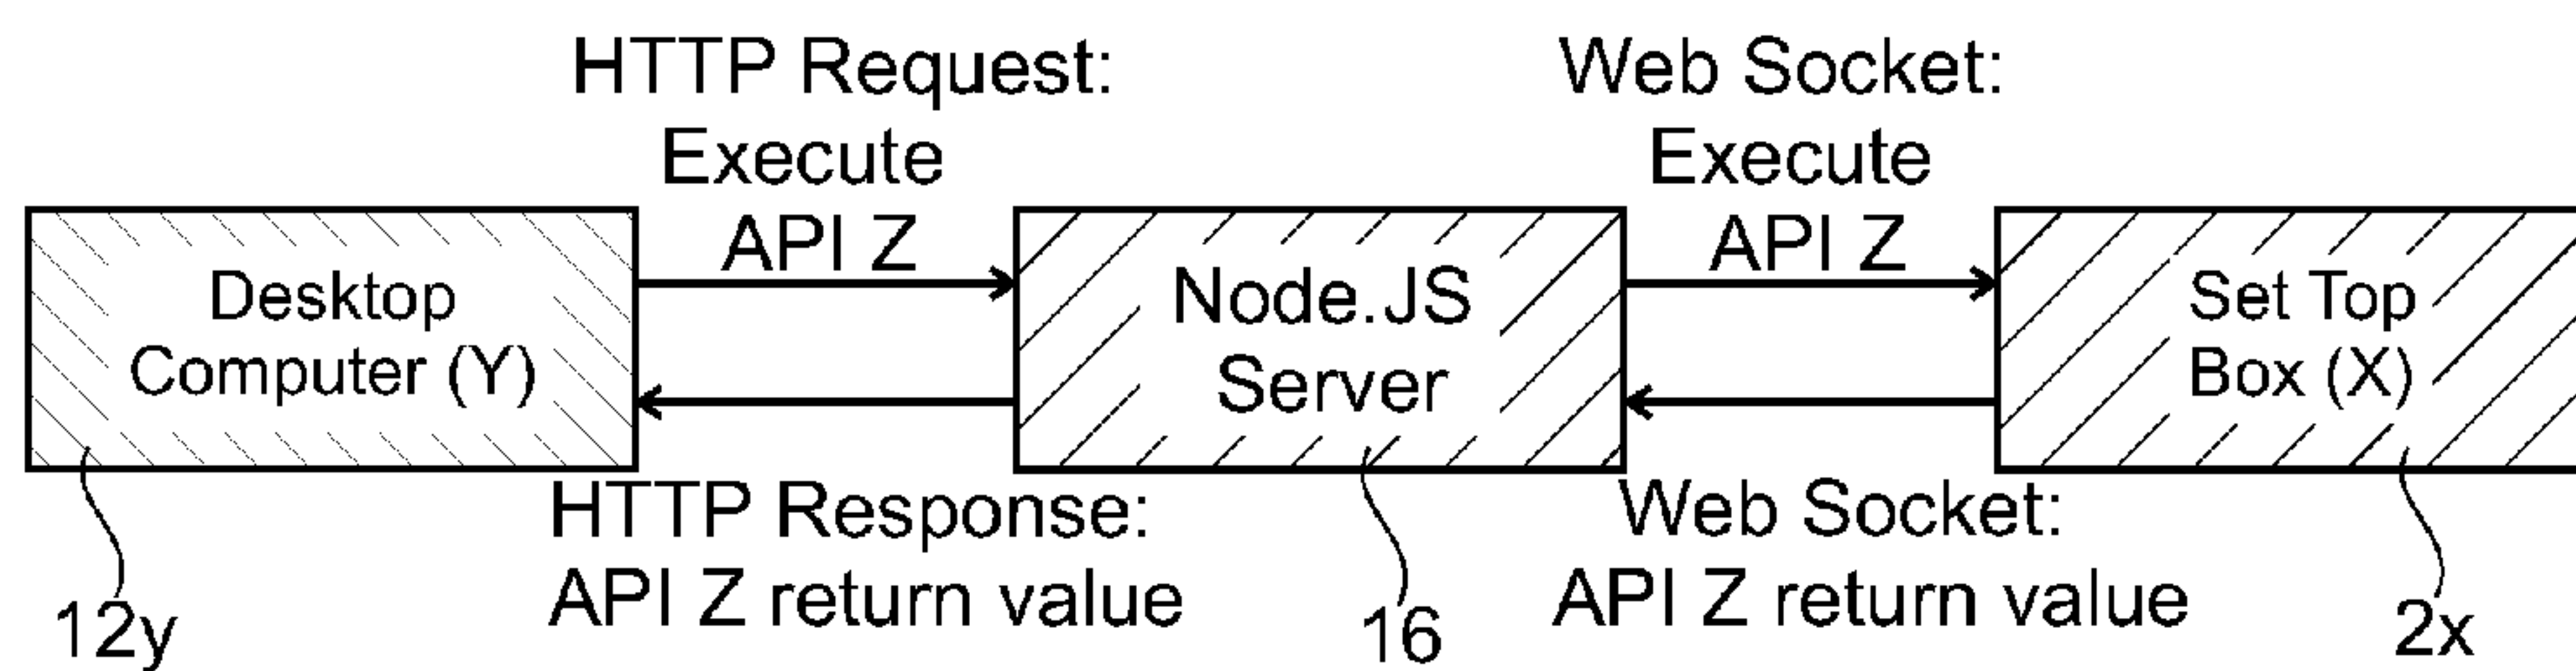 HTTP Request:
Execute
API Z
Web Socket:
Execute
API Z
Desktop
Computer (Y)
Node.JS
Server
Set Top
Box (X)
HTTP Response:
API Z return value
Web Socket:
API Z return value
12y
16
2x